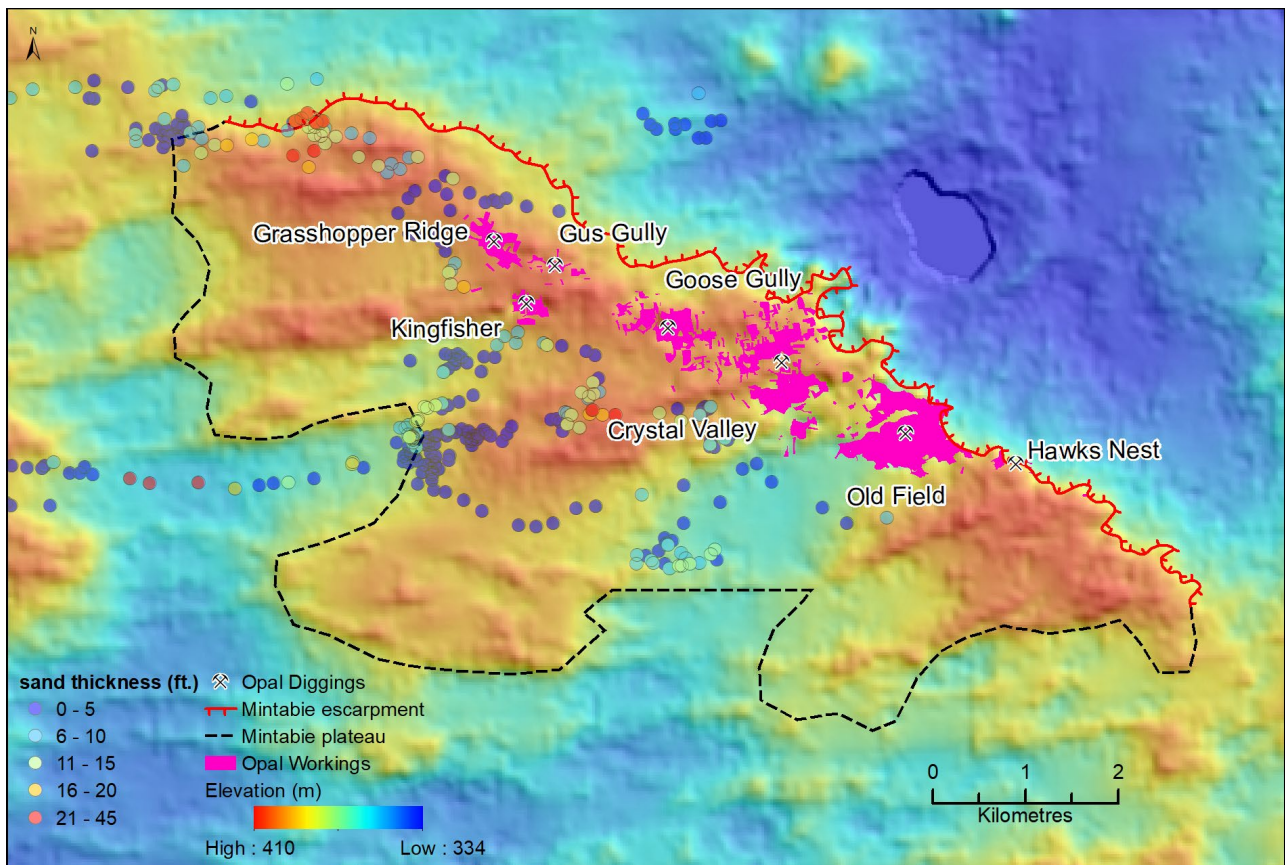 N
Grasshopper Ridge
Gus Gully
Goose Gully
Kingfisher
Crystal Valley
Hawks Nest
Old Field
sand thickness (ft.)
0 - 5
6 - 10
11 - 15
16 - 20
21 - 45
Opal Diggings
Mintabie escarpment
Mintabie plateau
Opal Workings
Elevation (m)
High : 410
Low : 334
0 1 2
Kilometres